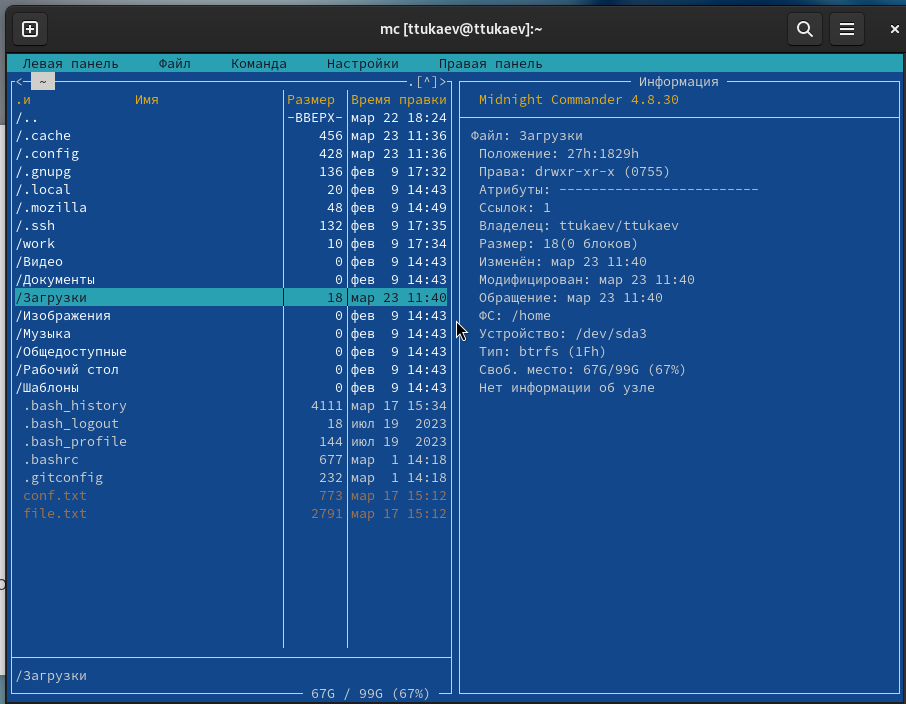 mc [ttukaev@ttukaev]:~
Левая панель Файл Команда Настройки Правая панель
<─ ~ .[^]>
.и Имя Размер Время правки
/.. -ВВЕРХ- мар 22 18:24
/.cache 456 мар 23 11:36
/.config 428 мар 23 11:36
/.gnupg 136 фев 9 17:32
/.local 20 фев 9 14:43
/.mozilla 48 фев 9 14:49
/.ssh 132 фев 9 17:35
/work 10 фев 9 17:34
/Видео 0 фев 9 14:43
/Документы 0 фев 9 14:43
/Загрузки 18 мар 23 11:40
/Изображения 0 фев 9 14:43
/Музыка 0 фев 9 14:43
/Общедоступные 0 фев 9 14:43
/Рабочий стол 0 фев 9 14:43
/Шаблоны 0 фев 9 14:43
.bash_history 4111 мар 17 15:34
.bash_logout 18 июл 19 2023
.bash_profile 144 июл 19 2023
.bashrc 677 мар 1 14:18
.gitconfig 232 мар 1 14:18
conf.txt 773 мар 17 15:12
file.txt 2791 мар 17 15:12
/Загрузки
67G / 99G (67%)
Информация
Midnight Commander 4.8.30
Файл: Загрузки
Положение: 27h:1829h
Права: drwxr-xr-x (0755)
Атрибуты: -------------------------
Ссылок: 1
Владелец: ttukaev/ttukaev
Размер: 18(0 блоков)
Изменён: мар 23 11:40
Модифицирован: мар 23 11:40
Обращение: мар 23 11:40
ФС: /home
Устройство: /dev/sda3
Тип: btrfs (1Fh)
Своб. место: 67G/99G (67%)
Нет информации об узле